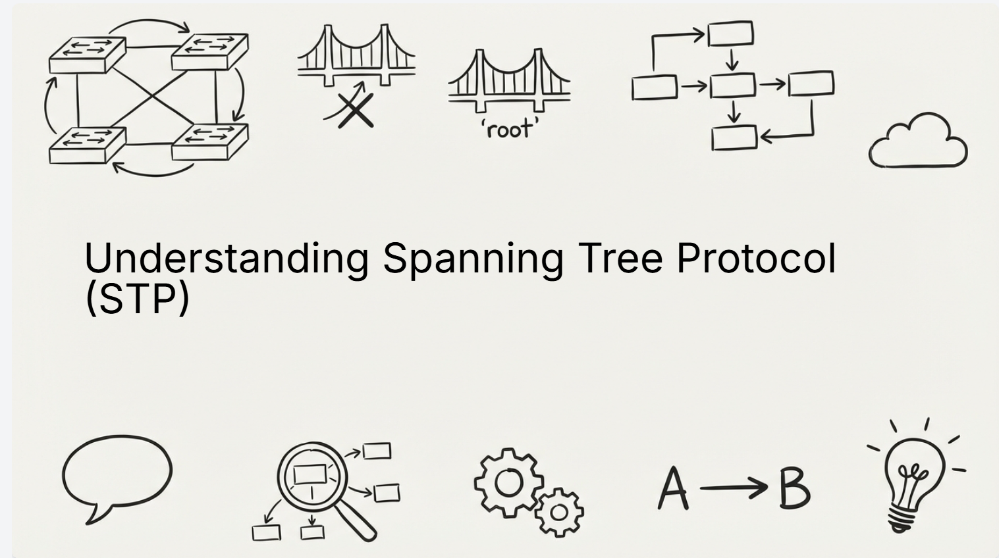 'root'
Understanding Spanning Tree Protocol
(STP)
A B